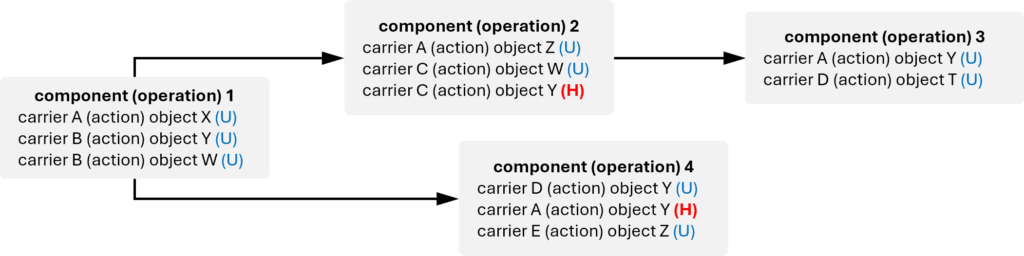 component (operation) 1
carrier A (action) object X (U)
carrier B (action) object Y (U)
carrier B (action) object W (U)
component (operation) 2
carrier A (action) object Z (U)
carrier C (action) object W (U)
carrier C (action) object Y (H)
component (operation) 3
carrier A (action) object Y (U)
carrier D (action) object T (U)
component (operation) 4
carrier D (action) object Y (U)
carrier A (action) object Y (H)
carrier E (action) object Z (U)